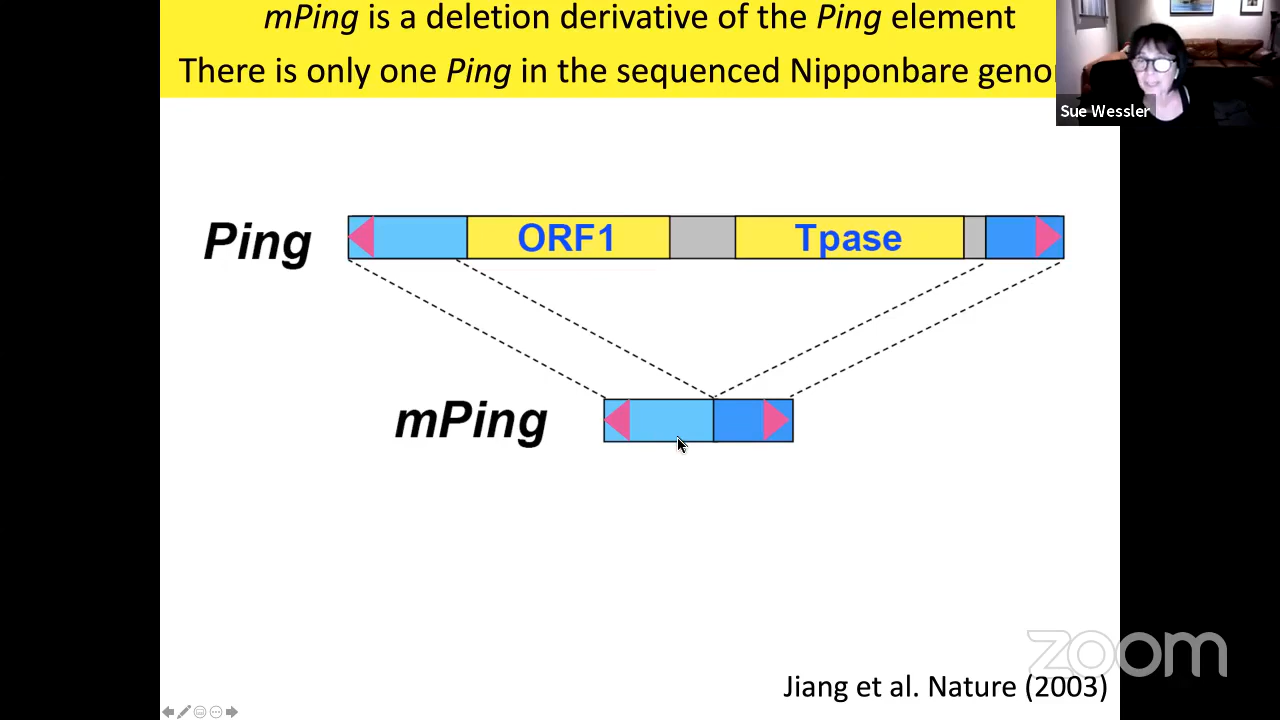 mPing is a deletion derivative of the Ping element
There is only one Ping in the sequenced Nipponbare geno
Sue Wessler
Ping
ORF1
Tpase
mPing
zoom
Jiang et al. Nature (2003)